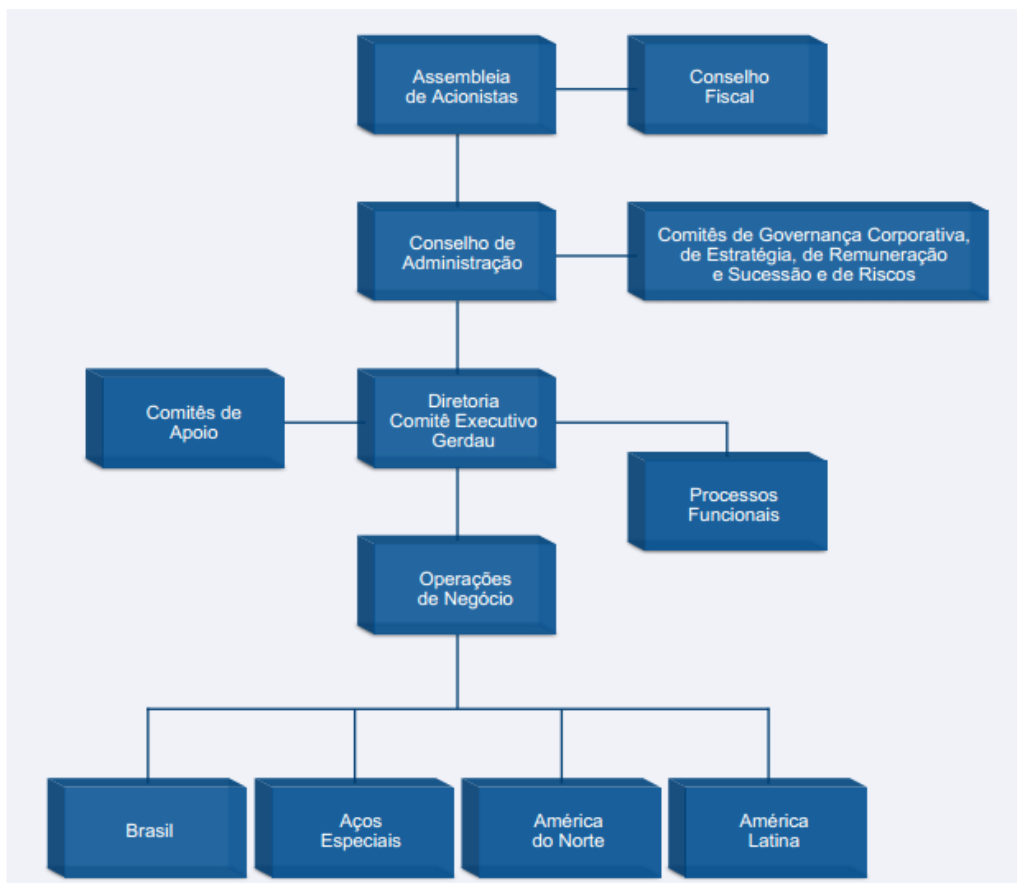 Assembleia
de Acionistas
Conselho
Fiscal
Conselho de
Administração
Comitês de Governança Corporativa,
de Estratégia, de Remuneração
e Sucessão e de Riscos
Comitês de
Apoio
Diretoria
Comitê Executivo
Gerdau
Processos
Funcionais
Operações
de Negócio
Brasil
Aços
Especiais
América
do Norte
América
Latina